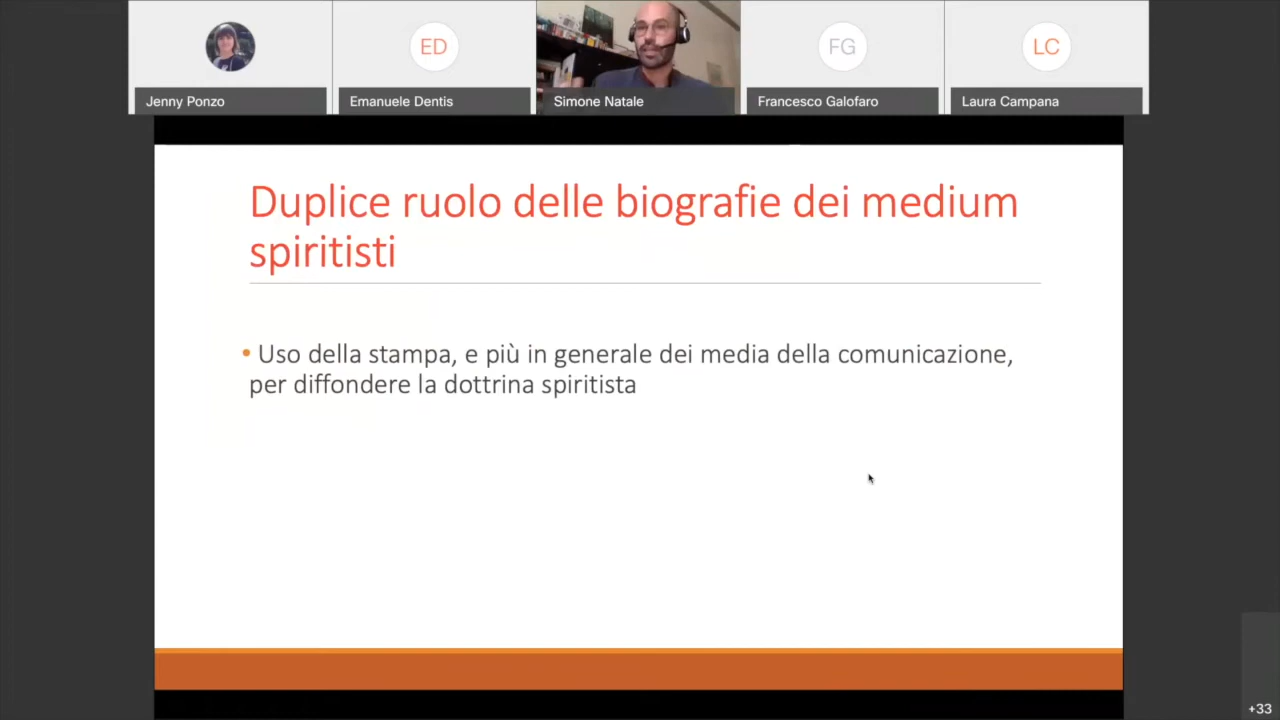 Jenny Ponzo
ED
Emanuele Dentis
Simone Natale
FG
Francesco Galofaro
LC
Laura Campana
Duplice ruolo delle biografie dei medium
spiritisti
• Uso della stampa, e più in generale dei media della comunicazione,
per diffondere la dottrina spiritista
+33